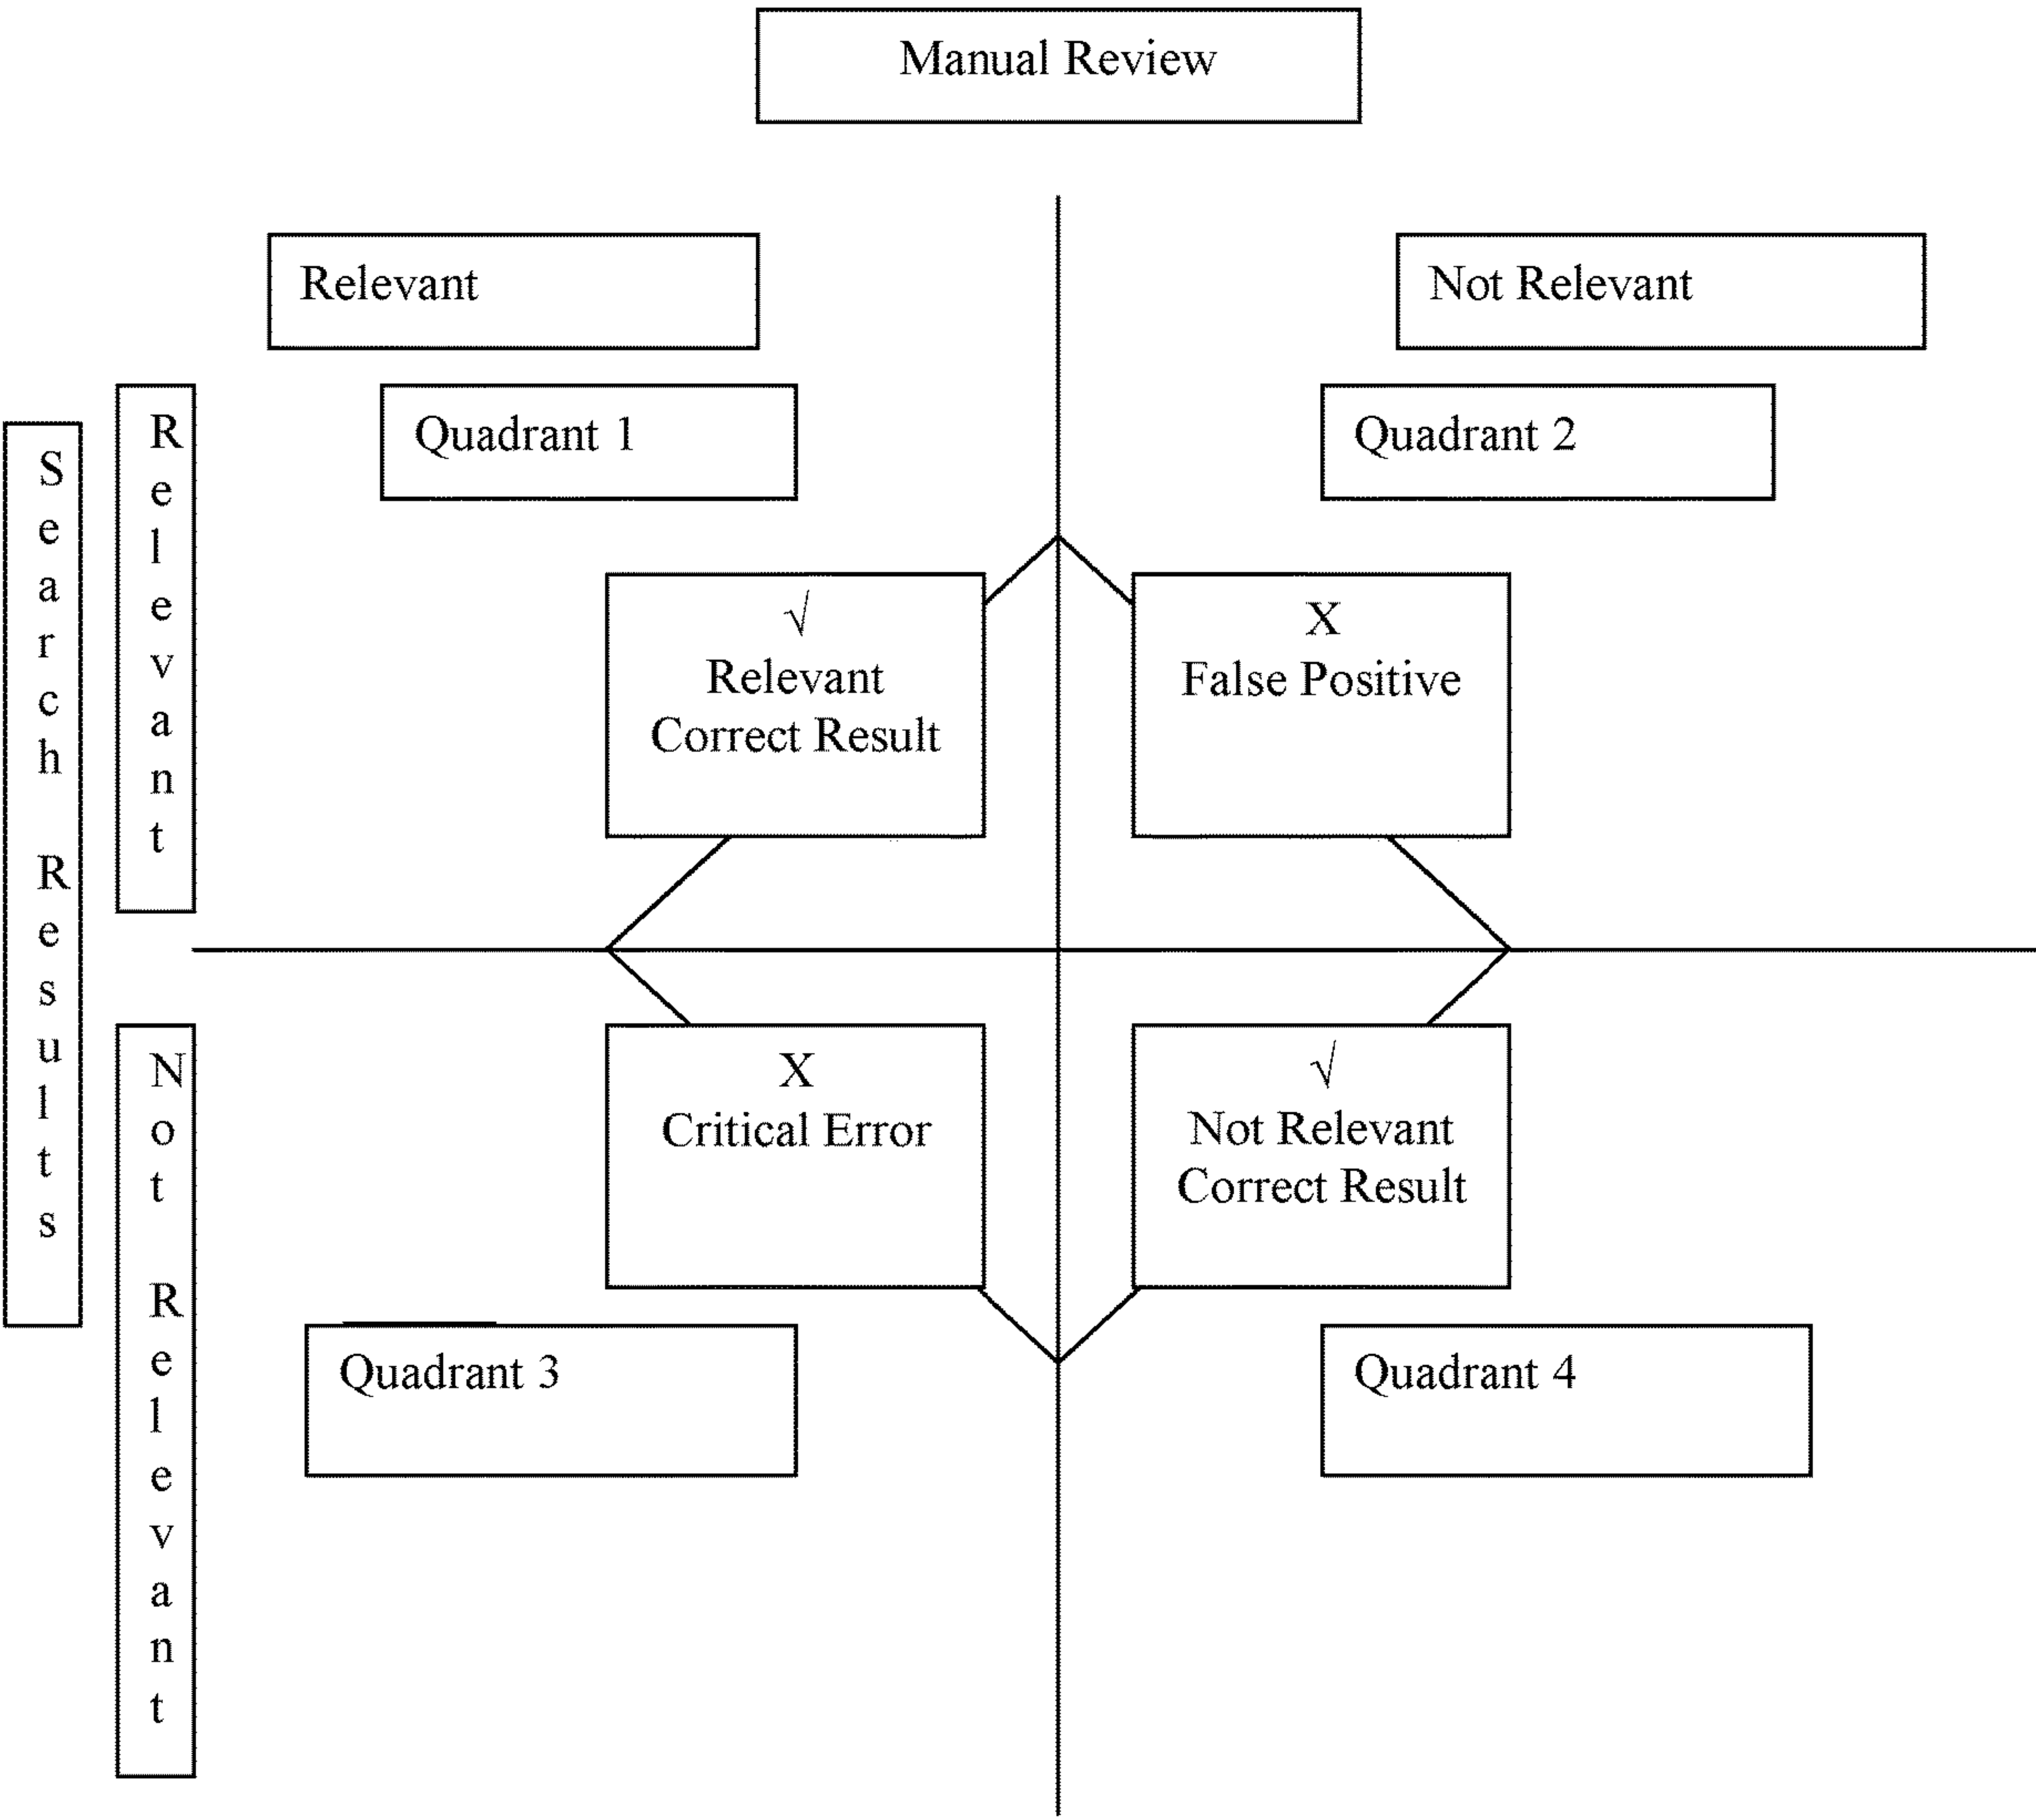 Manual Review
Relevant
Not Relevant
Quadrant 1
Quadrant 2
Search Results
Relevant
√
Relevant
Correct Result
X
False Positive
Not Relevant
X
Critical Error
√
Not Relevant
Correct Result
Quadrant 3
Quadrant 4